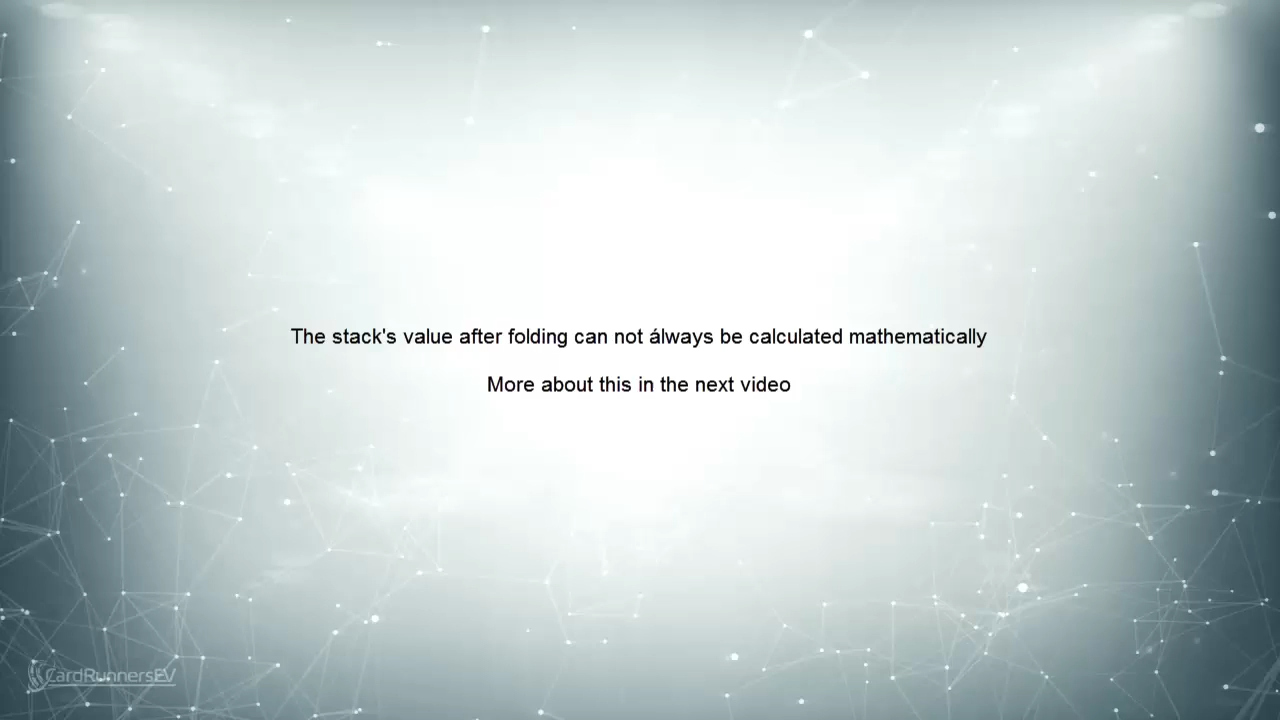 The stack's value after folding can not álways be calculated mathematically
More about this in the next video
CardRunnersEV